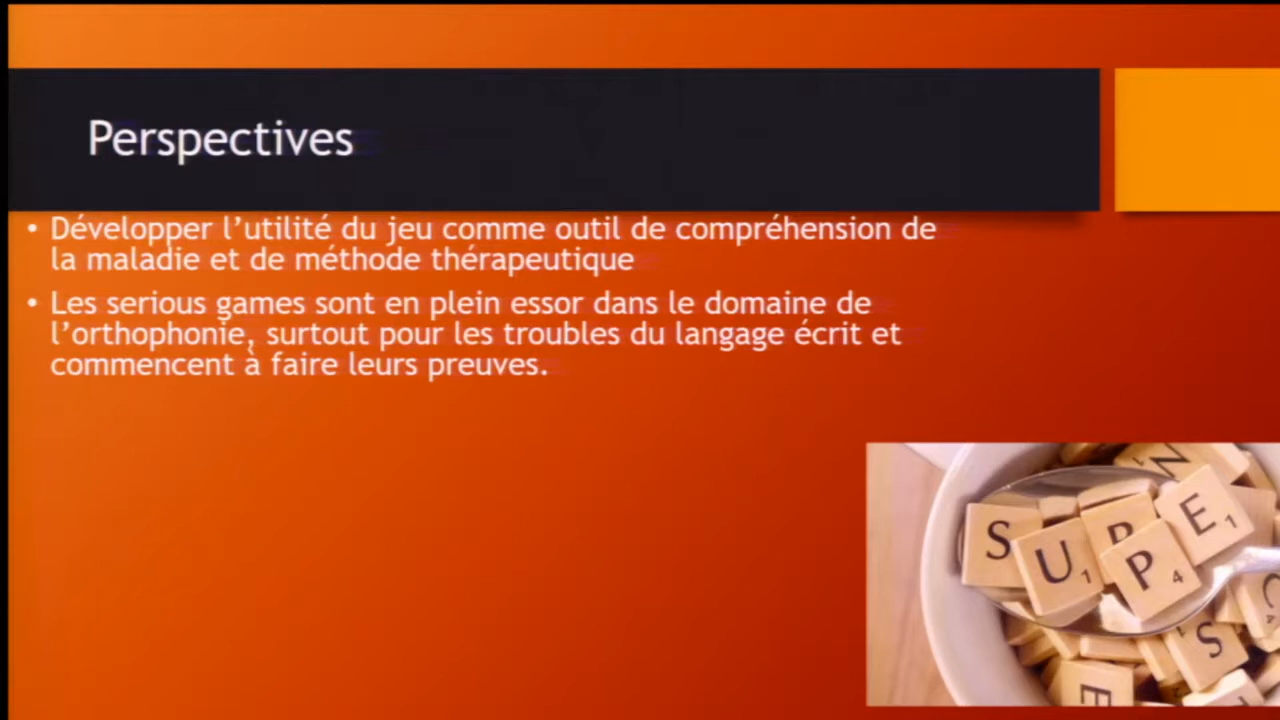 Perspectives
• Développer l’utilité du jeu comme outil de compréhension de
la maladie et de méthode thérapeutique
• Les serious games sont en plein essor dans le domaine de
l’orthophonie, surtout pour les troubles du langage écrit et
commencent à faire leurs preuves.
S U P E